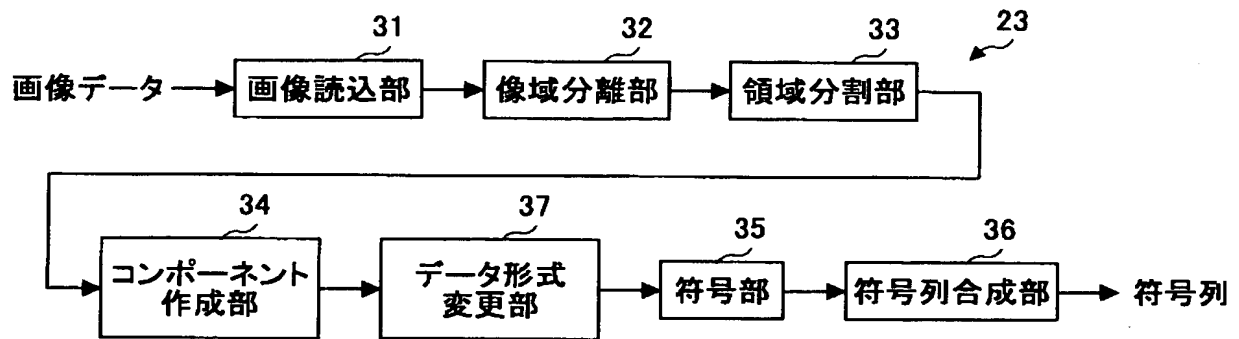 31
32
33
23
画像データ
画像読込部
像域分離部
領域分割部
34
37
35
36
コンポーネント
作成部
データ形式
変更部
符号部
符号列合成部
符号列